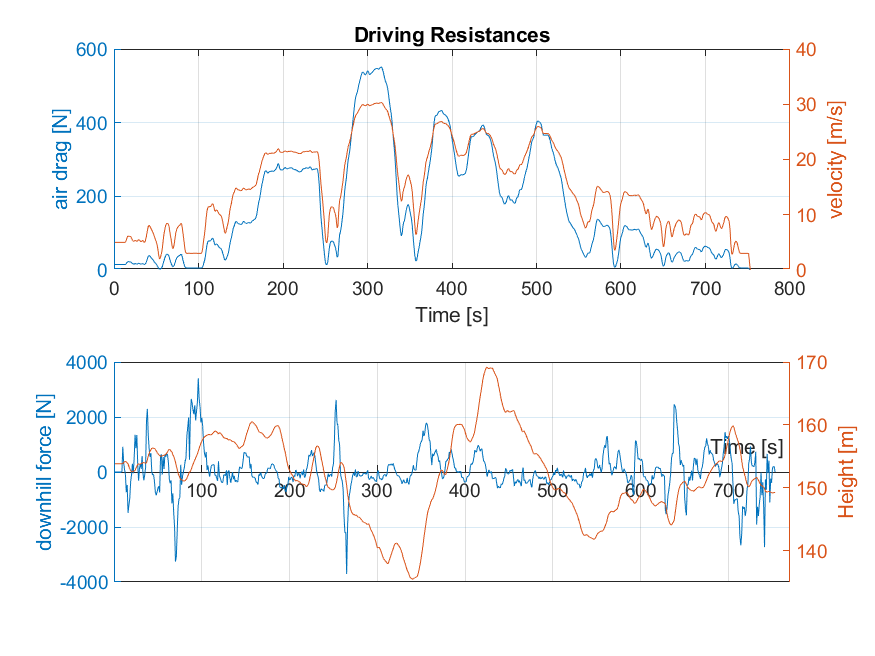 Driving Resistances
600
400
200
0
air drag [N]
40
30
20
10
0
velocity [m/s]
0 100 200 300 400 500 600 700 800
Time [s]
4000
2000
0
-2000
-4000
downhill force [N]
170
160
150
140
Height [m]
Time [s]
100 200 300 400 500 600 700